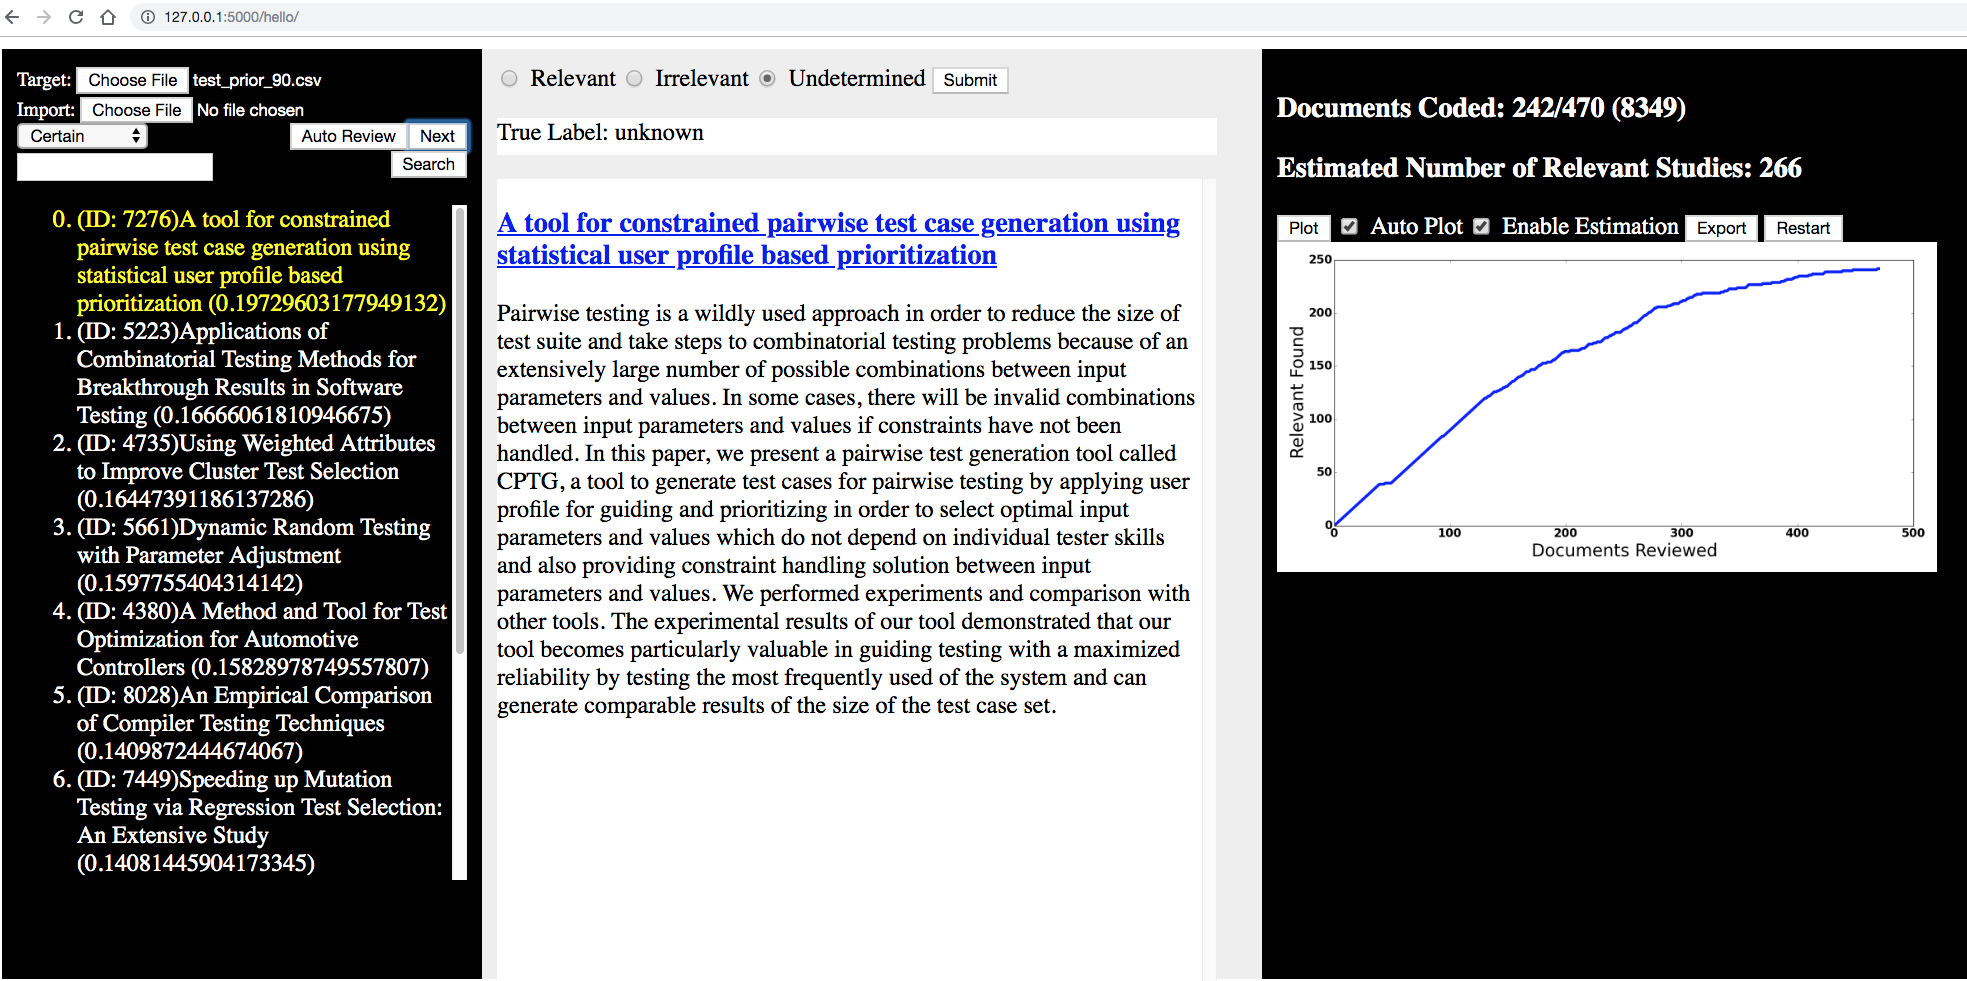 127.0.0.1:5000/hello/
Target: Choose File test_prior_90.csv
Import: Choose File No file chosen
Certain Auto Review Next
Search
0. (ID: 7276)A tool for constrained
pairwise test case generation using
statistical user profile based
prioritization (0.19729603177949132)
1. (ID: 5223)Applications of
Combinatorial Testing Methods for
Breakthrough Results in Software
Testing (0.16666061810946675)
2. (ID: 4735)Using Weighted Attributes
to Improve Cluster Test Selection
(0.16447391186137286)
3. (ID: 5661)Dynamic Random Testing
with Parameter Adjustment
(0.1597755404314142)
4. (ID: 4380)A Method and Tool for Test
Optimization for Automotive
Controllers (0.15828978749557807)
5. (ID: 8028)An Empirical Comparison
of Compiler Testing Techniques
(0.1409872444674067)
6. (ID: 7449)Speeding up Mutation
Testing via Regression Test Selection:
An Extensive Study
(0.14081445904173345)
Relevant Irrelevant Undetermined Submit
True Label: unknown
A tool for constrained pairwise test case generation using
statistical user profile based prioritization
Pairwise testing is a wildly used approach in order to reduce the size of
test suite and take steps to combinatorial testing problems because of an
extensively large number of possible combinations between input
parameters and values. In some cases, there will be invalid combinations
between input parameters and values if constraints have not been
handled. In this paper, we present a pairwise test generation tool called
CPTG, a tool to generate test cases for pairwise testing by applying user
profile for guiding and prioritizing in order to select optimal input
parameters and values which do not depend on individual tester skills
and also providing constraint handling solution between input
parameters and values. We performed experiments and comparison with
other tools. The experimental results of our tool demonstrated that our
tool becomes particularly valuable in guiding testing with a maximized
reliability by testing the most frequently used of the system and can
generate comparable results of the size of the test case set.
Documents Coded: 242/470 (8349)
Estimated Number of Relevant Studies: 266
Plot Auto Plot Enable Estimation Export Restart
250
200
150
100
50
0
Relevant Found
0 100 200 300 400 500
Documents Reviewed